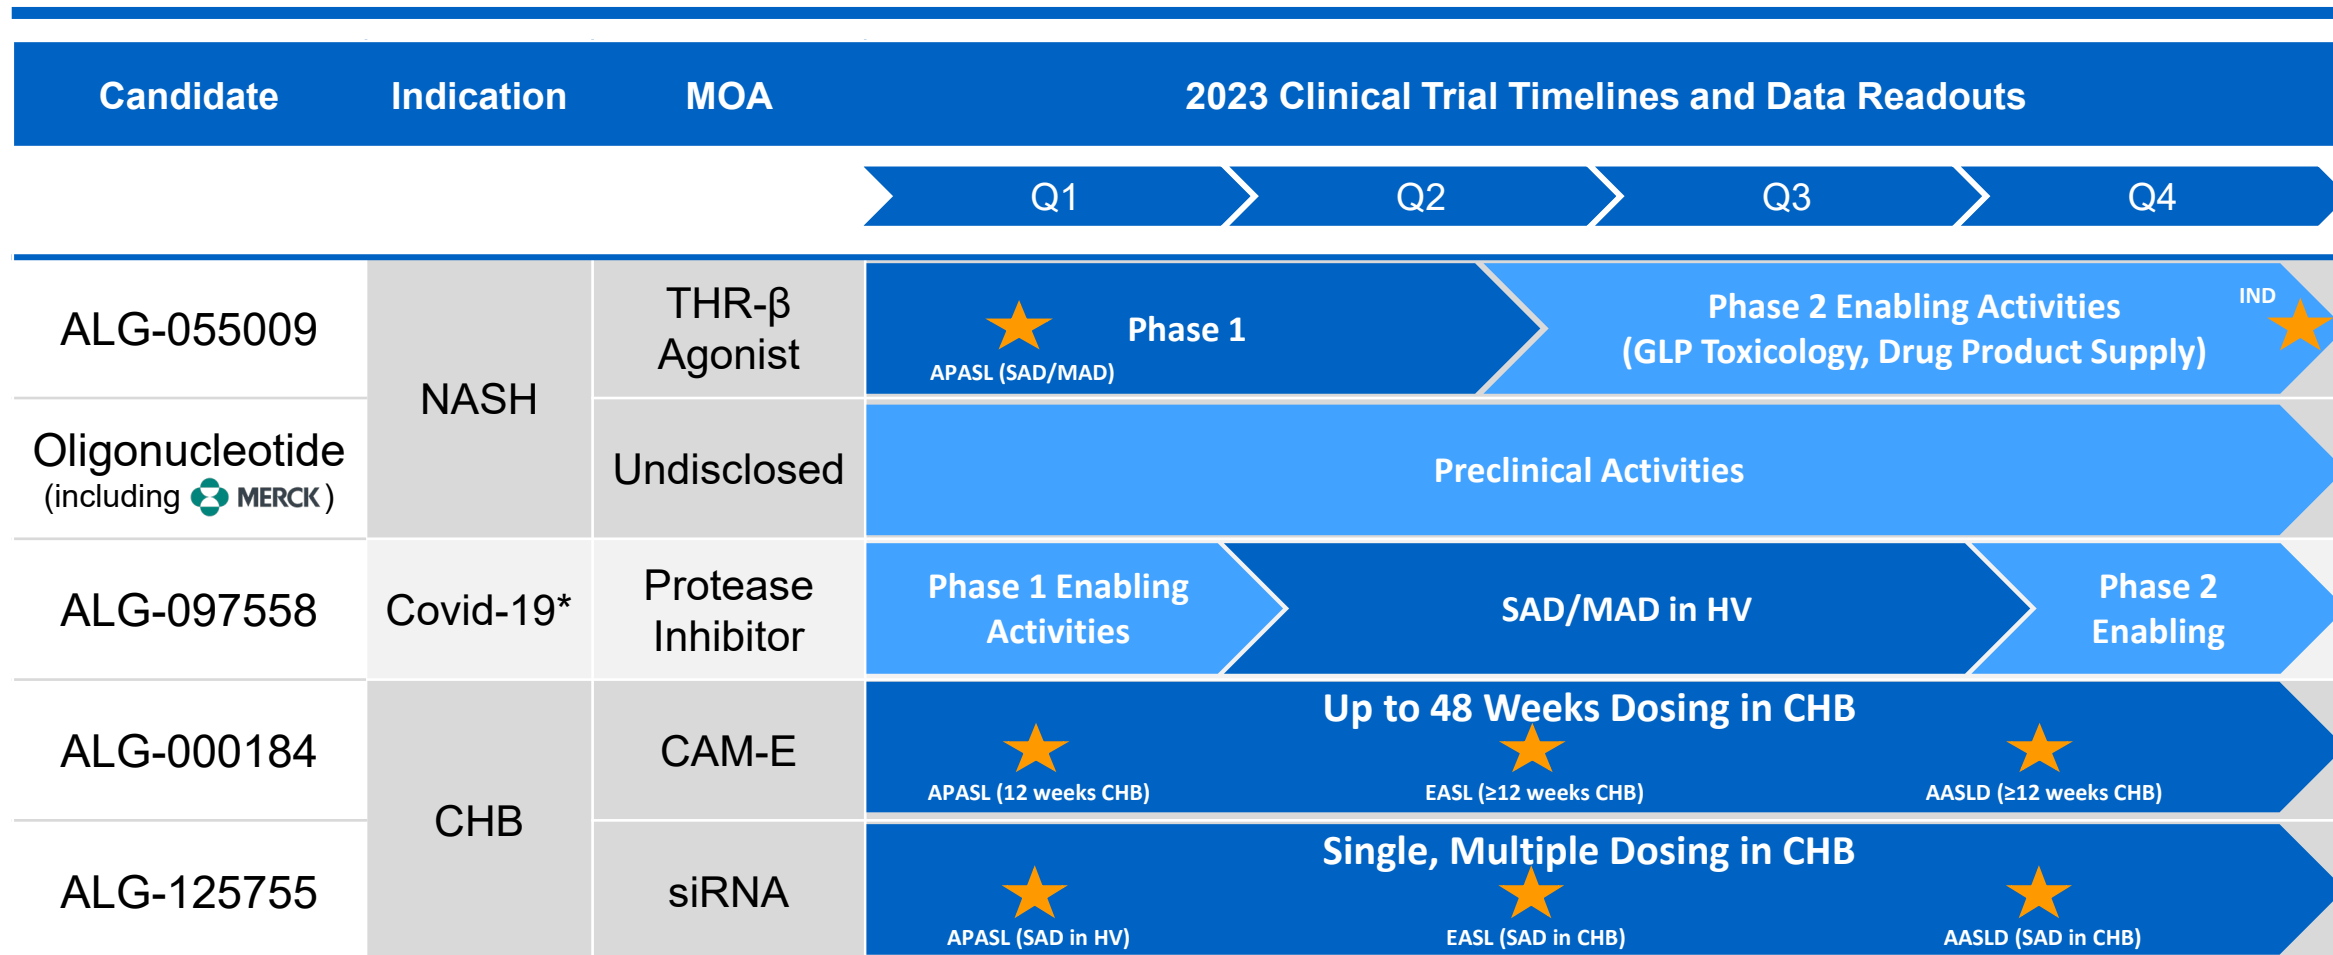 Candidate
Indication
MOA
2023 Clinical Trial Timelines and Data Readouts
Q1
Q2
Q3
Q4
ALG-055009
NASH
THR-β
Agonist
APASL (SAD/MAD)
Phase 1
Phase 2 Enabling Activities
(GLP Toxicology, Drug Product Supply)
IND
Oligonucleotide
(including MERCK)
Undisclosed
Preclinical Activities
ALG-097558
Covid-19*
Protease
Inhibitor
Phase 1 Enabling
Activities
SAD/MAD in HV
Phase 2
Enabling
ALG-000184
CHB
CAM-E
Up to 48 Weeks Dosing in CHB
APASL (12 weeks CHB)
EASL (≥12 weeks CHB)
AASLD (≥12 weeks CHB)
ALG-125755
siRNA
Single, Multiple Dosing in CHB
APASL (SAD in HV)
EASL (SAD in CHB)
AASLD (SAD in CHB)